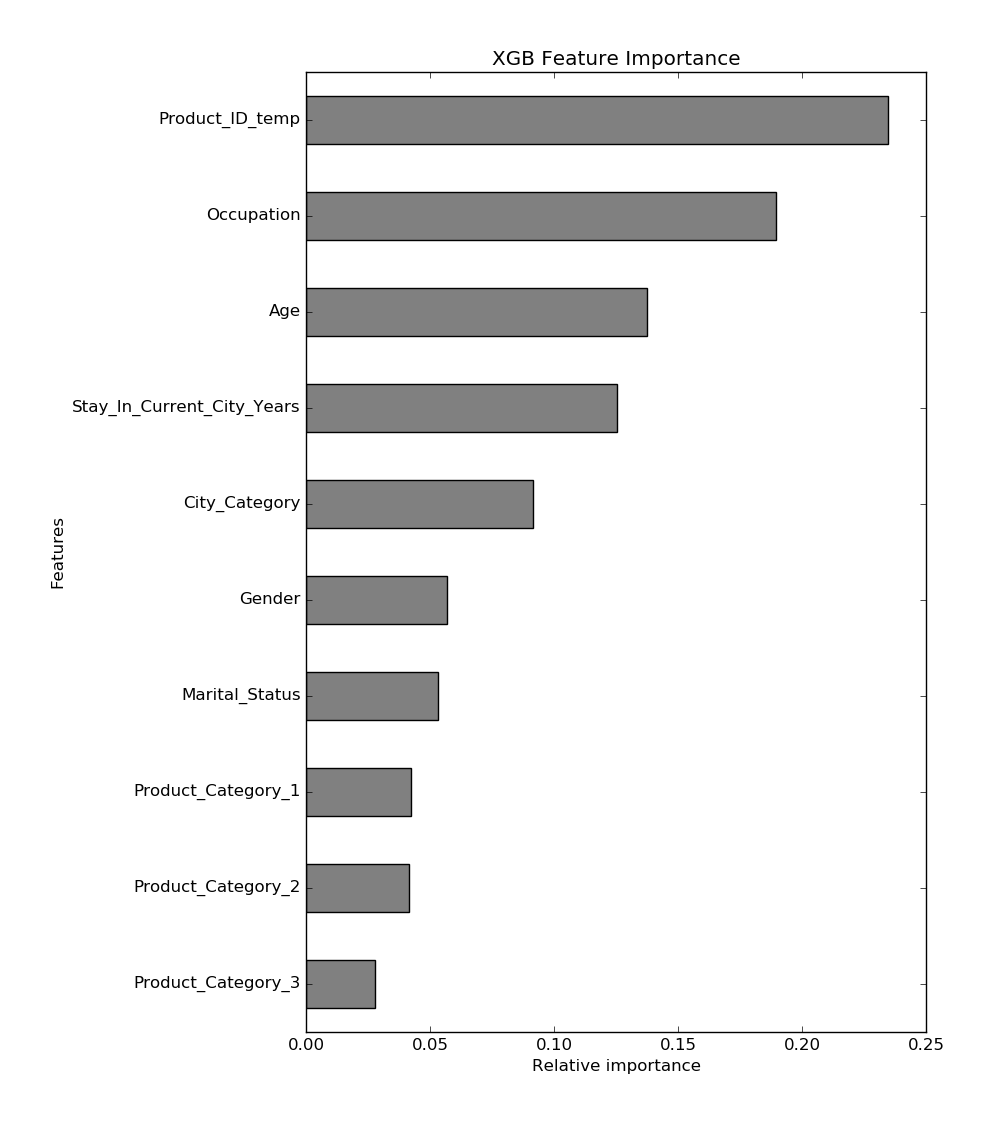 XGB Feature Importance
Product_ID_temp
Occupation
Age
Stay_In_Current_City_Years
City_Category
Features
Gender
Marital_Status
Product_Category_1
Product_Category_2
Product_Category_3
0.00 0.05 0.10 0.15 0.20 0.25
Relative importance